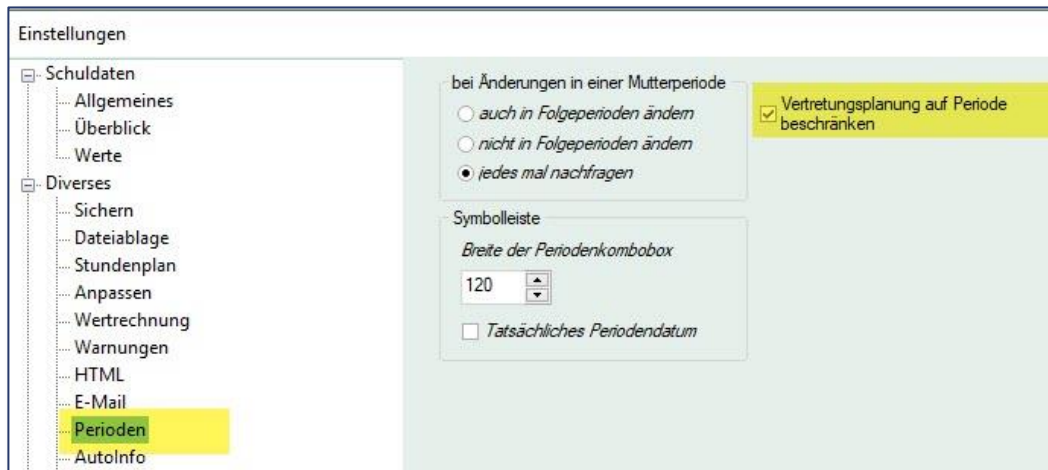 Einstellungen
Schuldaten
Allgemeines
Überblick
Werte
Diverses
Sichern
Dateiablage
Stundenplan
Anpassen
Wertrechnung
Warnungen
HTML
E-Mail
Perioden
AutoInfo
bei Änderungen in einer Mutterperiode
auch in Folgeperioden ändern
nicht in Folgeperioden ändern
jedes mal nachfragen
Symbolleiste
Breite der Periodenkombobox
120
Tatsächliches Periodendatum
Vertretungsplanung auf Periode
beschränken